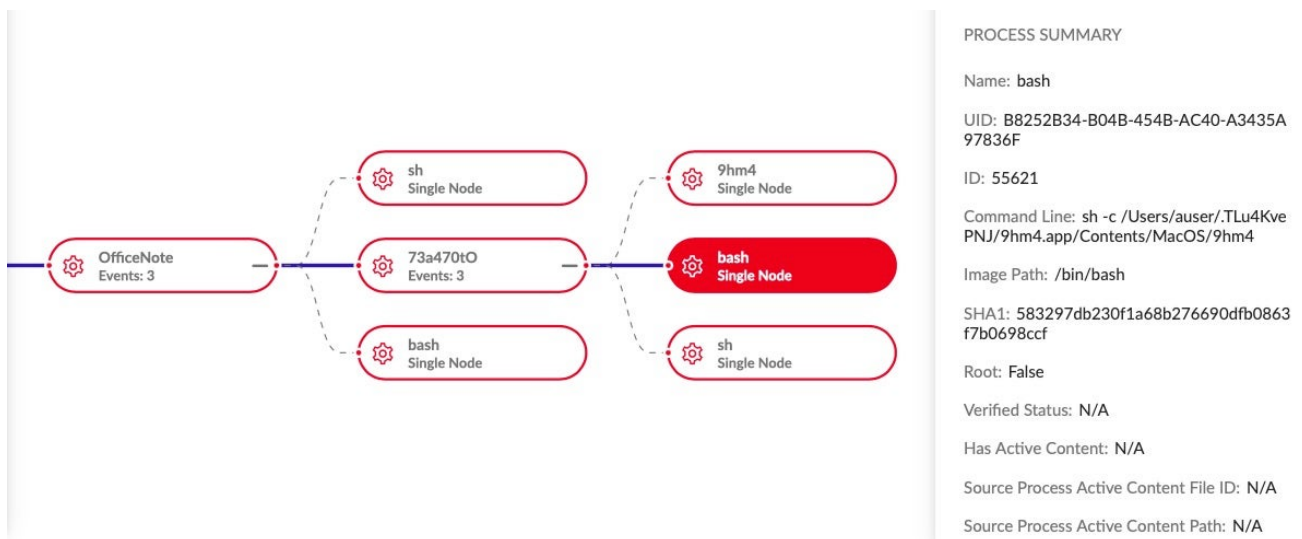 sh
Single Node
9hm4
Single Node
OfficeNote
Events: 3
73a470tO
Events: 3
bash
Single Node
bash
Single Node
sh
Single Node
PROCESS SUMMARY
Name: bash
UID: B8252B34-B04B-454B-AC40-A3435A
97836F
ID: 55621
Command Line: sh -c /Users/auser/.TLu4Kve
PNJ/9hm4.app/Contents/MacOS/9hm4
Image Path: /bin/bash
SHA1: 583297db230f1a68b276690dfb0863
f7b0698ccf
Root: False
Verified Status: N/A
Has Active Content: N/A
Source Process Active Content File ID: N/A
Source Process Active Content Path: N/A